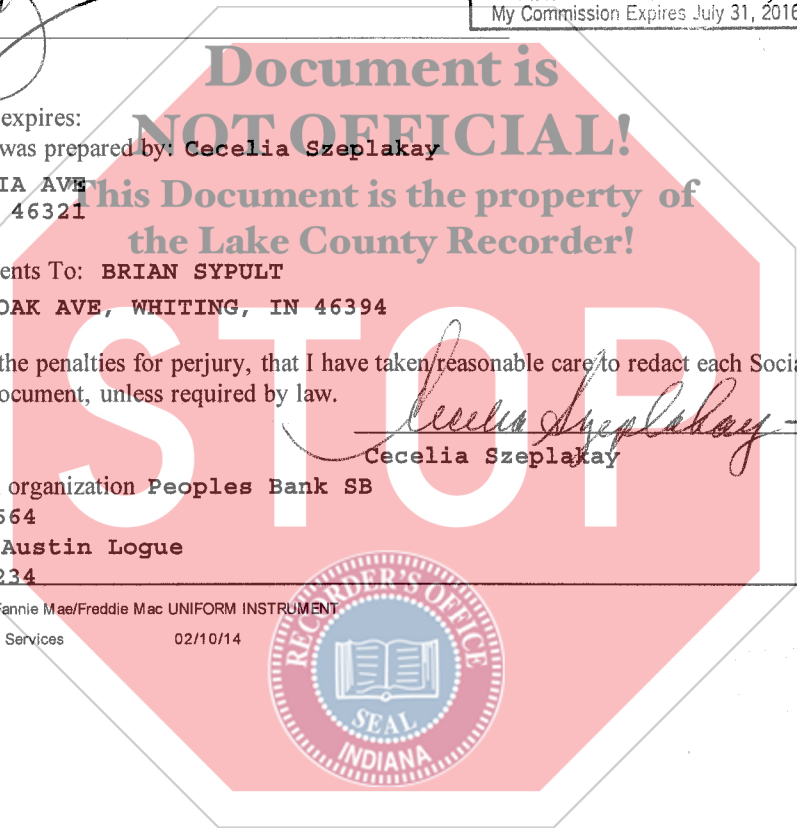 My Commission Expires July 31, 2016
Document is
NOT OFFICIAL!
This Document is the property of
the Lake County Recorder!
STOP
expires:
was prepared by: Cecelia Szeplakay
IA AVE
46321
ents To: BRIAN SYPULT
OAK AVE, WHITING, IN 46394
the penalties for perjury, that I have taken reasonable care to redact each Socia
ocument, unless required by law.
Cecelia Szeplakay
Cecelia Szeplakay
organization Peoples Bank SB
564
Austin Logue
234
Fannie Mae/Freddie Mac UNIFORM INSTRUMENT
Services 02/10/14
RECORDER'S OFFICE
SEAL
INDIANA